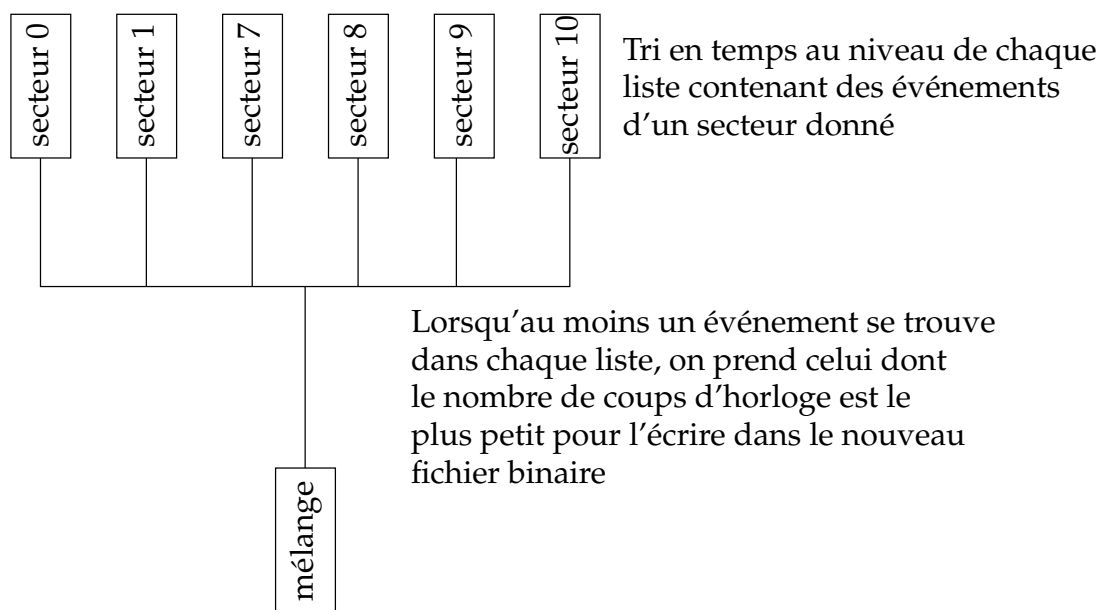 secteur 0
secteur 1
secteur 7
secteur 8
secteur 9
secteur 10
Tri en temps au niveau de chaque
liste contenant des événements
d'un secteur donné
Lorsqu'au moins un événement se trouve
dans chaque liste, on prend celui dont
le nombre de coups d'horloge est le
plus petit pour l'écrire dans le nouveau
fichier binaire
mélange